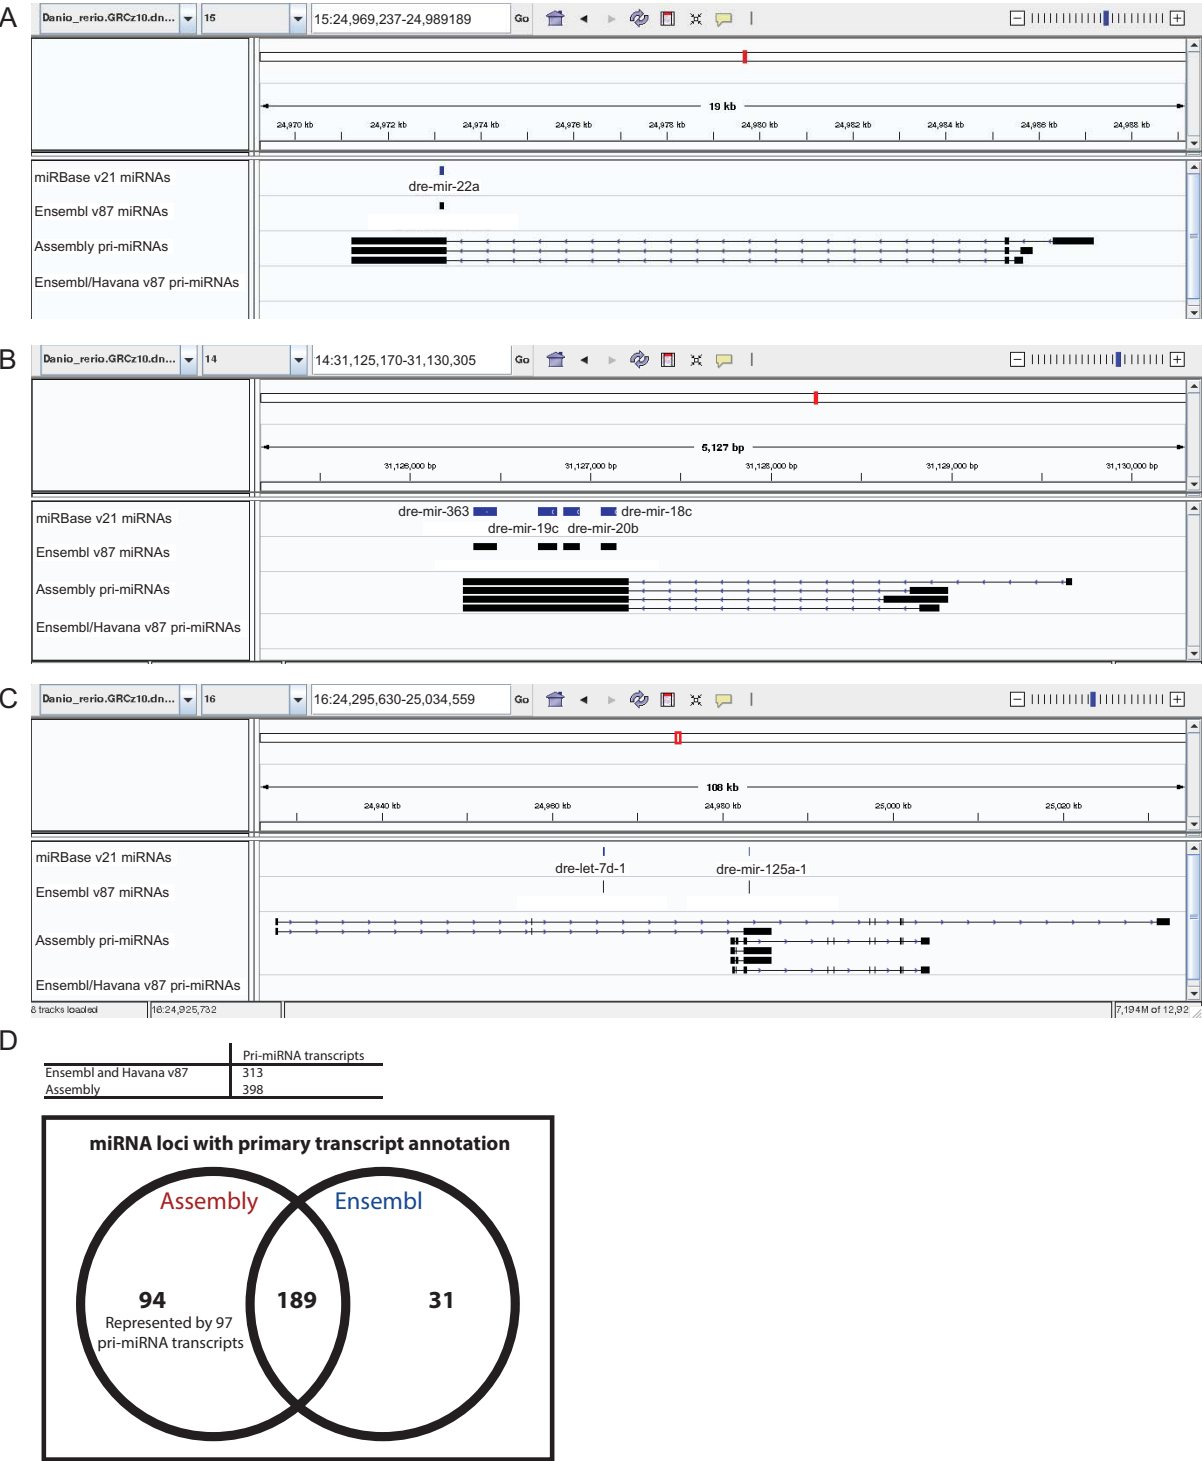 A
Danio_rerio.GRCz10.dn... 15 15:24,969,237-24,989189 Go
19 kb
24,970 kb 24,972 kb 24,974 kb 24,976 kb 24,978 kb 24,980 kb 24,982 kb 24,984 kb 24,986 kb 24,988 kb
miRBase v21 miRNAs
dre-mir-22a
Ensembl v87 miRNAs
Assembly pri-miRNAs
Ensembl/Havana v87 pri-miRNAs
B
Danio_rerio.GRCz10.dn... 14 14:31,125,170-31,130,305 Go
5,127 bp
31,126,000 bp 31,127,000 bp 31,128,000 bp 31,129,000 bp 31,130,000 bp
miRBase v21 miRNAs dre-mir-363 dre-mir-18c
dre-mir-19c dre-mir-20b
Ensembl v87 miRNAs
Assembly pri-miRNAs
Ensembl/Havana v87 pri-miRNAs
C
Danio_rerio.GRCz10.dn... 16 16:24,295,630-25,034,559 Go
108 kb
24,940 kb 24,960 kb 24,980 kb 25,000 kb 25,020 kb
miRBase v21 miRNAs
dre-let-7d-1 dre-mir-125a-1
Ensembl v87 miRNAs
Assembly pri-miRNAs
Ensembl/Havana v87 pri-miRNAs
tracks loaded 16:24,925,732 7,194M of 12,92
D
Pri-miRNA transcripts
Ensembl and Havana v87 313
Assembly 398
miRNA loci with primary transcript annotation
Assembly Ensembl
94 189 31
Represented by 97
pri-miRNA transcripts